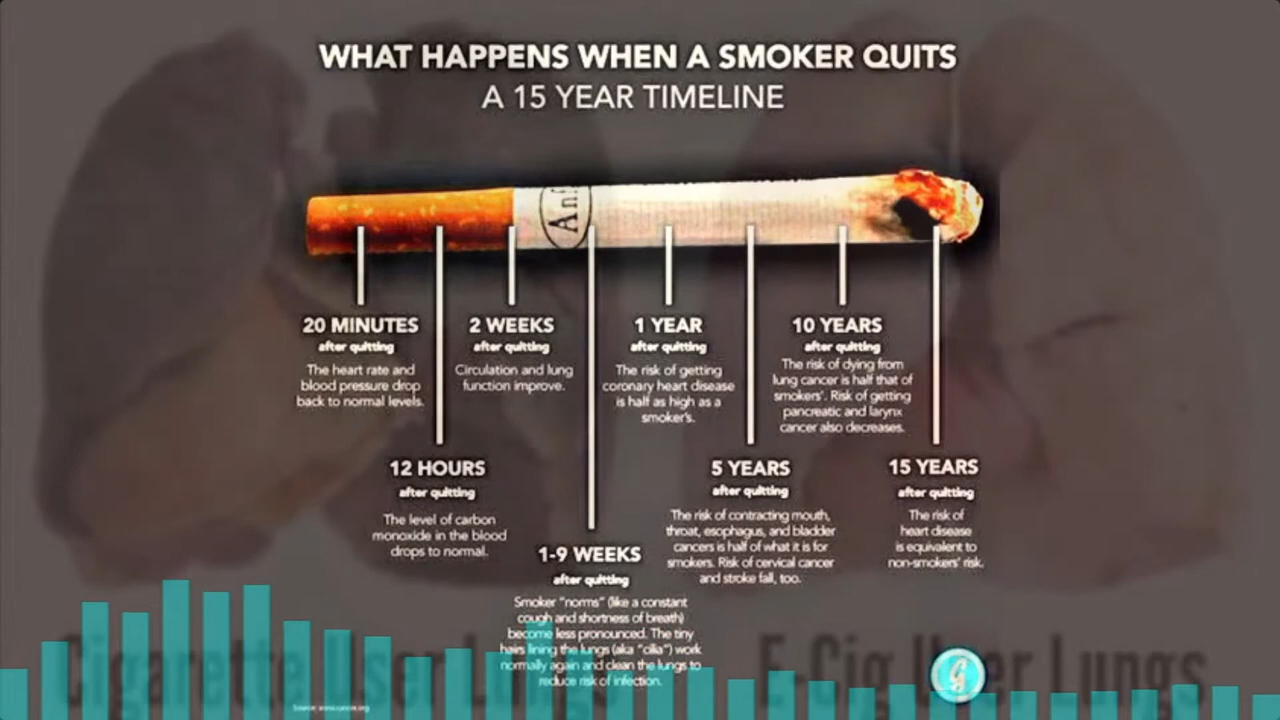 WHAT HAPPENS WHEN A SMOKER QUITS
A 15 YEAR TIMELINE
20 MINUTES
after quitting
The heart rate and
blood pressure drop
back to normal levels.
12 HOURS
after quitting
The level of carbon
monoxide in the blood
drops to normal.
2 WEEKS
after quitting
Circulation and lung
function improve.
1-9 WEEKS
after quitting
Smoker "norms" (like a constant
cough and shortness of breath)
become less pronounced. The tiny
hairs lining the lungs (aka "cilia") work
normally again and clean the lungs to
reduce risk of infection.
1 YEAR
after quitting
The risk of getting
coronary heart disease
is half as high as a
smoker's.
5 YEARS
after quitting
The risk of contracting mouth,
throat, esophagus, and bladder
cancers is half of what it is for
smokers. Risk of cervical cancer
and stroke fall, too.
10 YEARS
after quitting
The risk of dying from
lung cancer is half that of
smokers'. Risk of getting
pancreatic and larynx
cancer also decreases.
15 YEARS
after quitting
The risk of
heart disease
is equivalent to
non-smokers' risk.
Cigarette User Lungs
E-Cig User Lungs
G